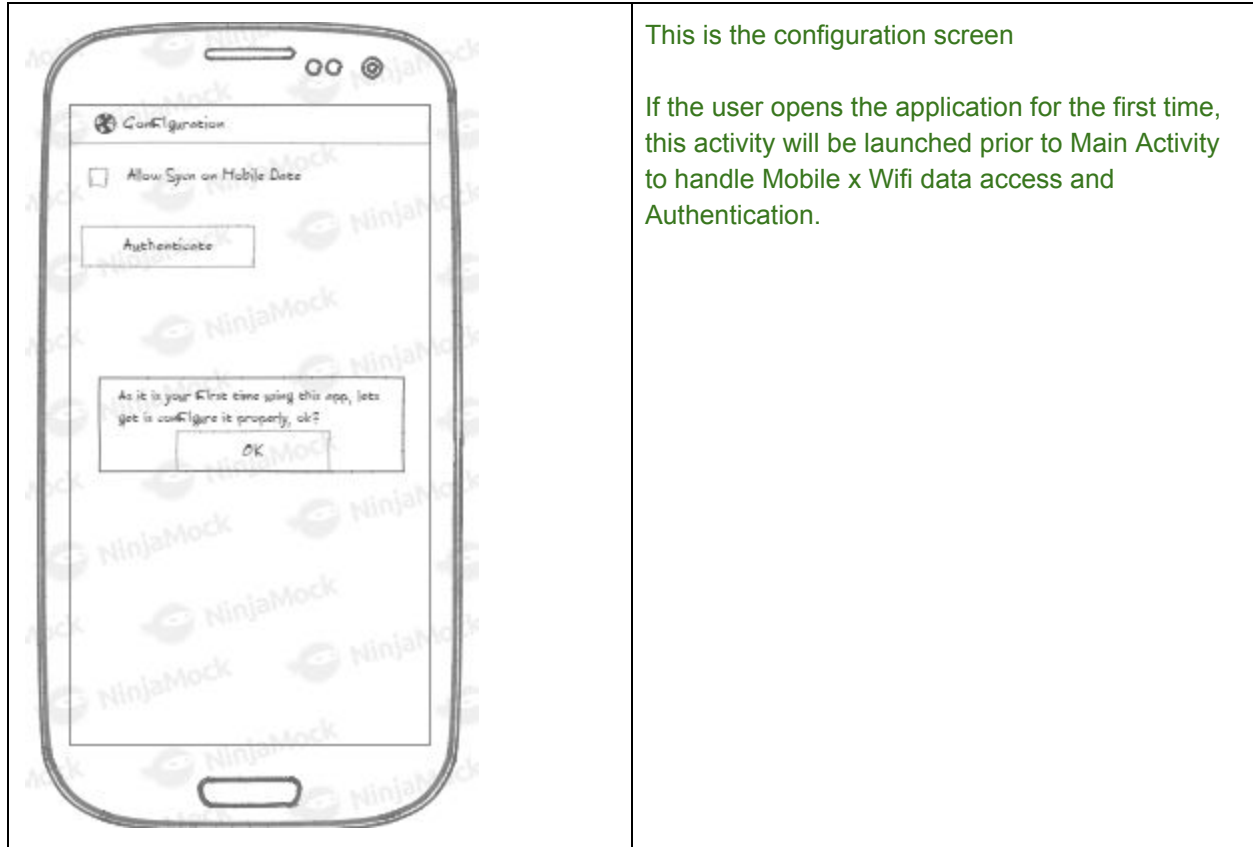 Configuration
Allow Sync on Mobile Data
Authenticate
As it is your first time using this app, lets
get is configure it properly, ok?
OK
This is the configuration screen
If the user opens the application for the first time,
this activity will be launched prior to Main Activity
to handle Mobile x Wifi data access and
Authentication.
NinjaMock